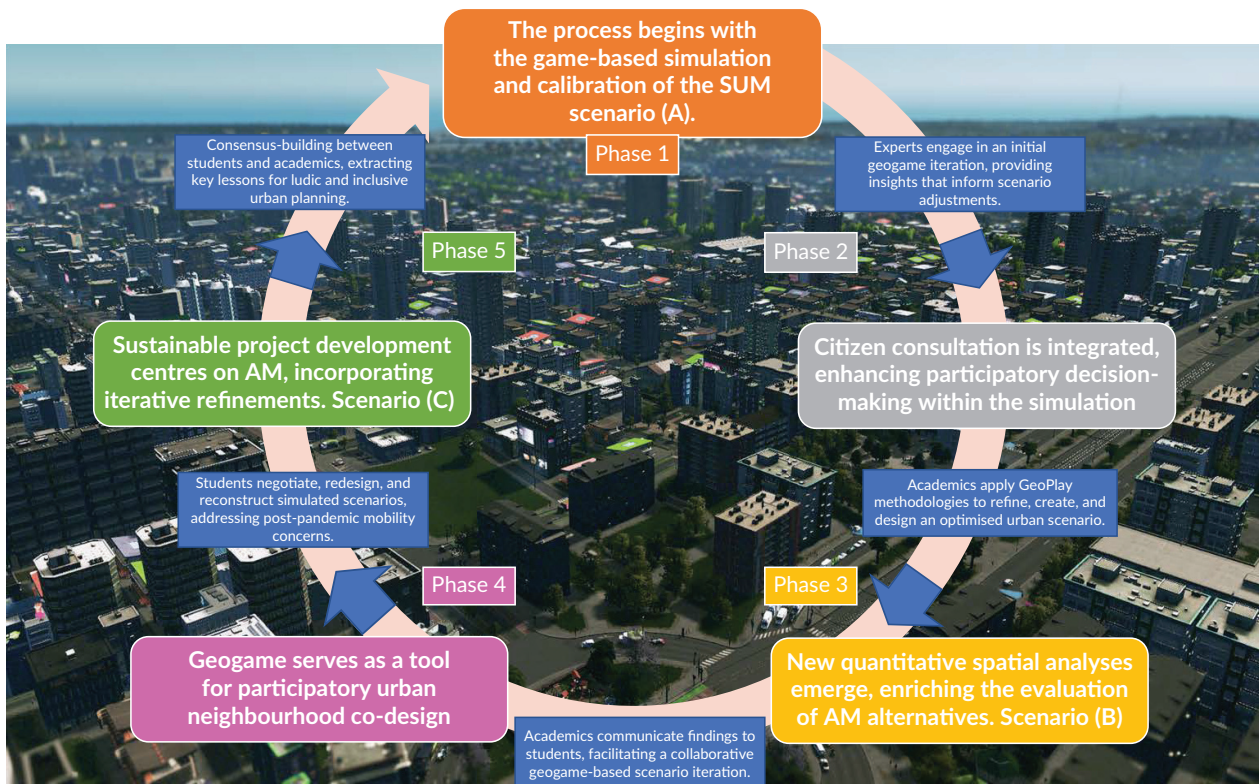 The process begins with
the game-based simulation
and calibration of the SUM
scenario (A).
Phase 1
Experts engage in an initial
geogame iteration, providing
insights that inform scenario
adjustments.
Phase 2
Citizen consultation is integrated,
enhancing participatory decision-
making within the simulation
Academics apply GeoPlay
methodologies to refine, create, and
design an optimised urban scenario.
Phase 3
New quantitative spatial analyses
emerge, enriching the evaluation
of AM alternatives. Scenario (B)
Academics communicate findings to
students, facilitating a collaborative
geogame-based scenario iteration.
Phase 4
Geogame serves as a tool
for participatory urban
neighbourhood co-design
Students negotiate, redesign, and
reconstruct simulated scenarios,
addressing post-pandemic mobility
concerns.
Phase 5
Sustainable project development
centres on AM, incorporating
iterative refinements. Scenario (C)
Consensus-building between
students and academics, extracting
key lessons for ludic and inclusive
urban planning.